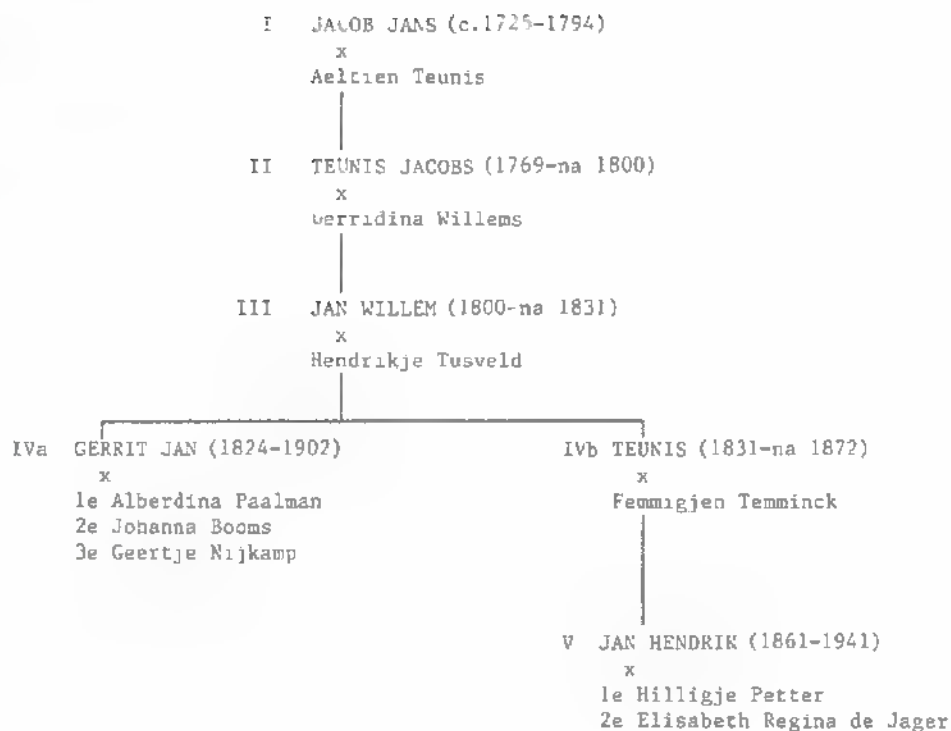 I JACOB JANS (c.1725-1794)
x
Aeltien Teunis
II TEUNIS JACOBS (1769-na 1800)
x
Gerridina Willems
III JAN WILLEM (1800-na 1831)
x
Hendrikje Tusveld
IVa GERRIT JAN (1824-1902)
x
1e Alberdina Paalman
2e Johanna Booms
3e Geertje Nijkamp
IVb TEUNIS (1831-na 1872)
x
Femmigjen Temminck
V JAN HENDRIK (1861-1941)
x
1e Hilligje Petter
2e Elisabeth Regina de Jager